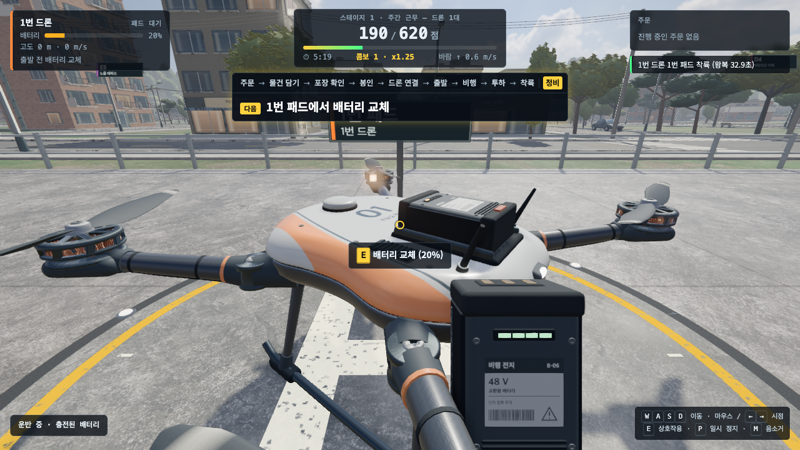 1번 드론 패드 대기
배터리 20%
고도 0 m · 0 m/s
출발 전 배터리 교체
스테이지 1 · 주간 근무 – 드론 1대
190/620점
5:19 콤보 1 · x1.25 바람 ↑ 0.6 m/s
주문
진행 중인 주문 없음
1번 드론 1번 패드 착륙 (왕복 32.9초)
주문 → 물건 담기 → 포장 확인 → 봉인 → 드론 연결 → 출발 → 비행 → 투하 → 착륙 정비
다음 1번 패드에서 배터리 교체
1번 드론
01
E 배터리 교체 (20%)
비행 전지 B-06
48 V
운반 중 · 충전된 배터리
W A S D 이동 · 마우스 / ← → 시점
E 상호작용 · P 일시 정지 · M 음소거